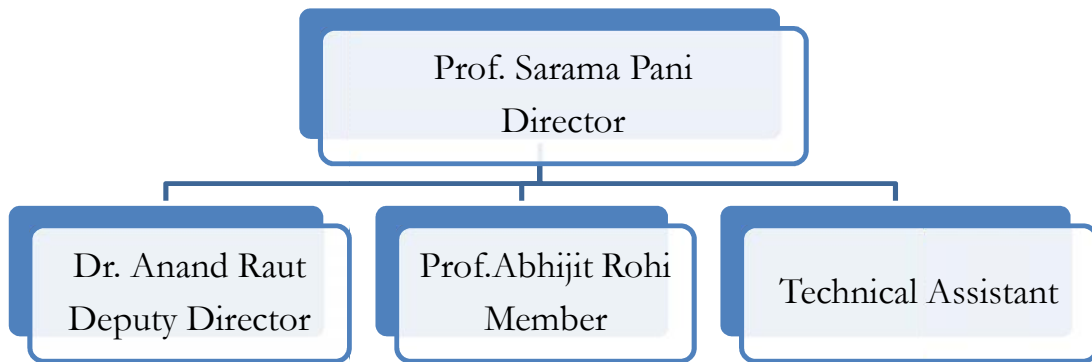 Prof. Sarama Pani
Director
Dr. Anand Raut
Deputy Director
Prof.Abhijit Rohi
Member
Technical Assistant